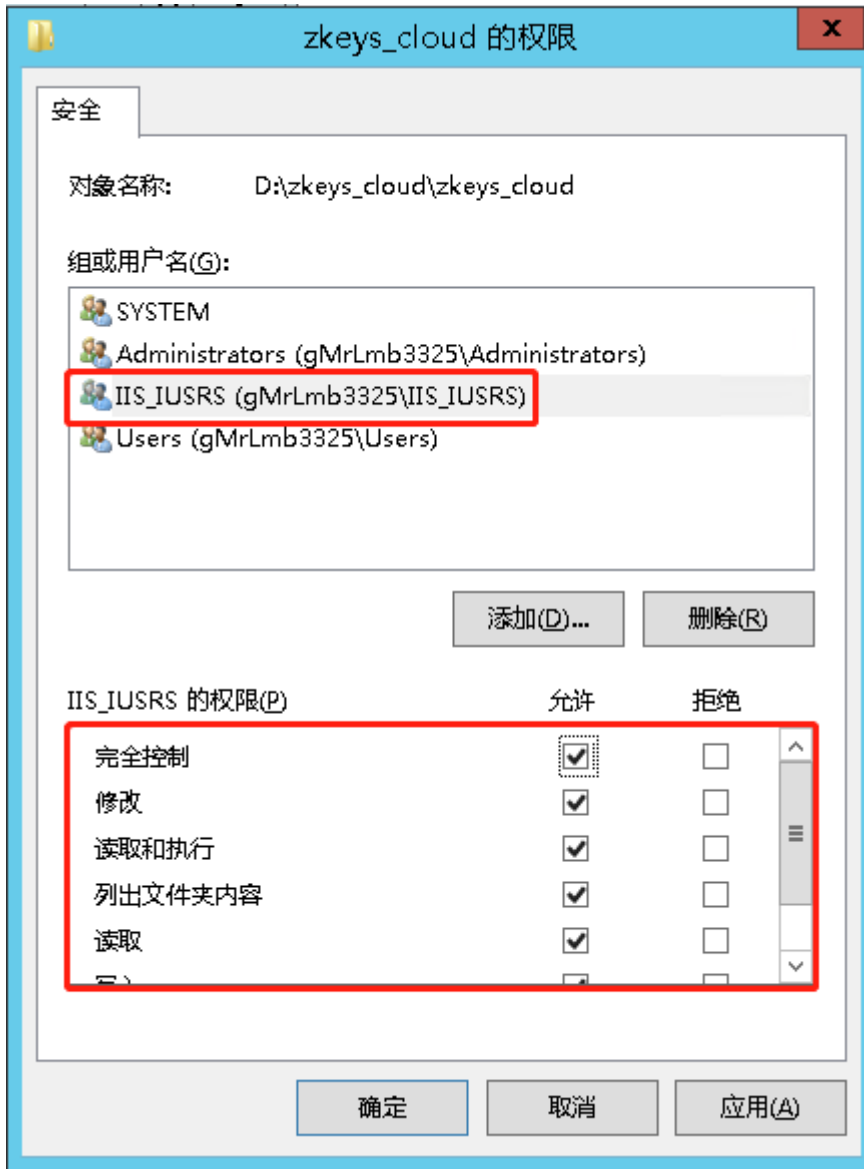 zkeys_cloud 的权限
x
安全
对象名称: D:\zkeys_cloud\zkeys_cloud
组或用户名(G):
SYSTEM
Administrators (gMrLmb3325\Administrators)
IIS_IUSRS (gMrLmb3325\IIS_IUSRS)
Users (gMrLmb3325\Users)
添加(D)... 删除(R)
IIS_IUSRS 的权限(P) 允许 拒绝
完全控制
修改
读取和执行
列出文件夹内容
读取
确定 取消 应用(A)